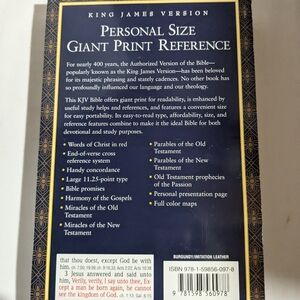 KING JAMES VERSION
PERSONAL SIZE
GIANT PRINT REFERENCE
For nearly 400 years, the Authorized Version of the Bible—
popularly known as the King James Version—has been beloved
for its majestic phrasing and stately cadences. No other book has
so profoundly influenced our language and our theology.
This KJV Bible offers giant print for readability, is enhanced by
useful study helps and references, and features a convenient size
for easy portability. Its easy-to-read type, affordability, size, and
reference features combine to make it the ideal Bible for both
devotional and study purposes.
• Words of Christ in red
• End-of-verse cross
reference system
• Handy concordance
• Large 11.25-point type
• Bible promises
• Harmony of the Gospels
• Miracles of the Old
Testament
• Miracles of the New
Testament
• Parables of the Old
Testament
• Parables of the New
Testament
• Old Testament prophecies
of the Passion
• Personal presentation page
• Full color maps
that thou doest, except God be with
him.
3 Jesus answered and said unto
him, Verily, verily, I say unto thee, Ex-
cept a man be born again, he cannot
see the kingdom of God.
BURGUNDY IMITATION LEATHER
ISBN 978-1-59856-097-8
9 781598 560978